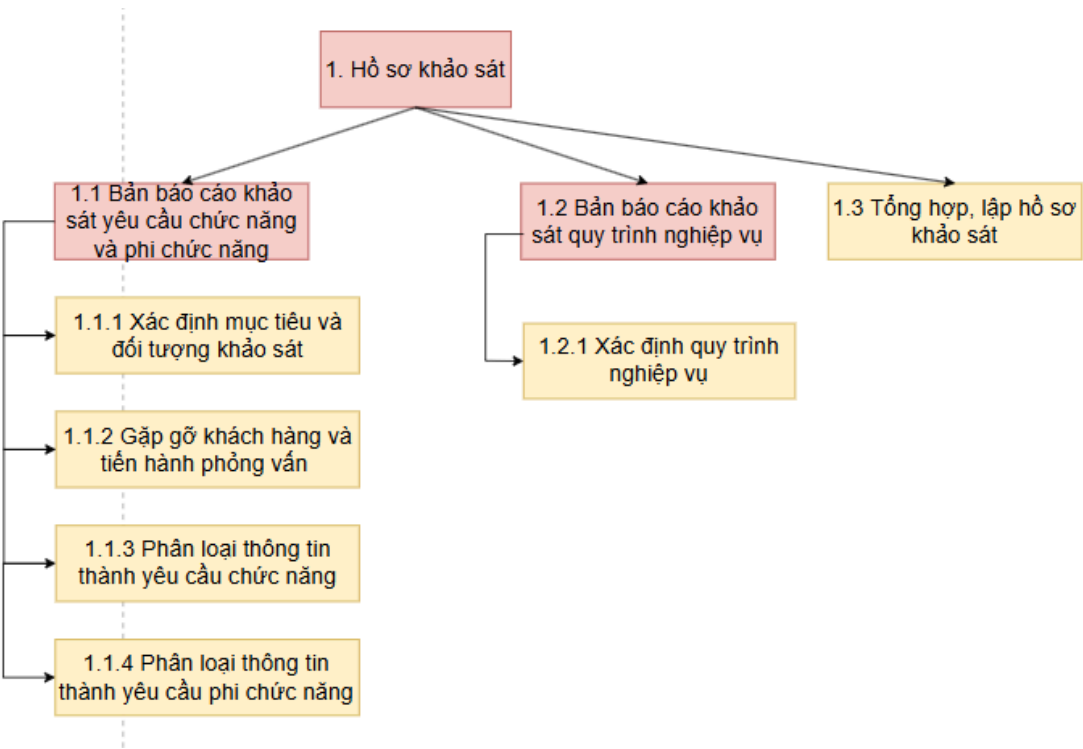 1. Hồ sơ khảo sát
1.1 Bản báo cáo khảo
sát yêu cầu chức năng
và phi chức năng
1.2 Bản báo cáo khảo
sát quy trình nghiệp vụ
1.3 Tổng hợp, lập hồ sơ
khảo sát
1.1.1 Xác định mục tiêu và
đối tượng khảo sát
1.2.1 Xác định quy trình
nghiệp vụ
1.1.2 Gặp gỡ khách hàng và
tiến hành phỏng vấn
1.1.3 Phân loại thông tin
thành yêu cầu chức năng
1.1.4 Phân loại thông tin
thành yêu cầu phi chức năng